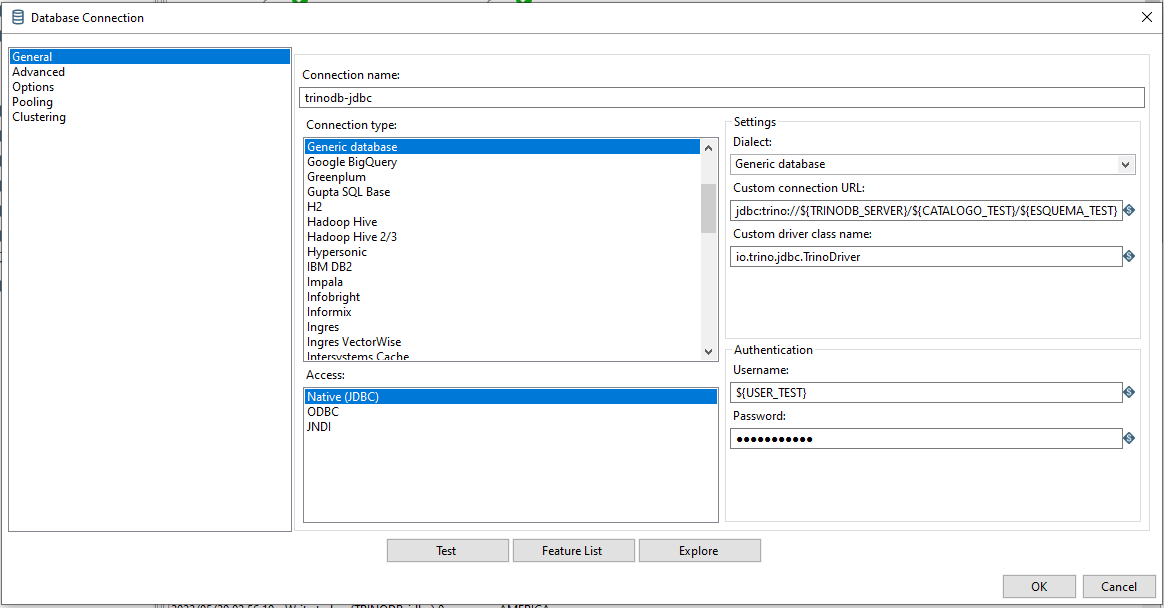 Database Connection
General
Advanced
Options
Pooling
Clustering
Connection name:
trinodb-jdbc
Connection type:
Generic database
Google BigQuery
Greenplum
Gupta SQL Base
H2
Hadoop Hive
Hadoop Hive 2/3
Hypersonic
IBM DB2
Impala
Infobright
Informix
Ingres
Ingres VectorWise
Intersystems Cache
Access:
Native (JDBC)
ODBC
JNDI
Settings
Dialect:
Generic database
Custom connection URL:
jdbc:trino://${TRINODB_SERVER}/${CATALOGO_TEST}/${ESQUEMA_TEST}
Custom driver class name:
io.trino.jdbc.TrinoDriver
Authentication
Username:
${USER_TEST}
Password:
●●●●●●●●●●●
Test
Feature List
Explore
OK
Cancel